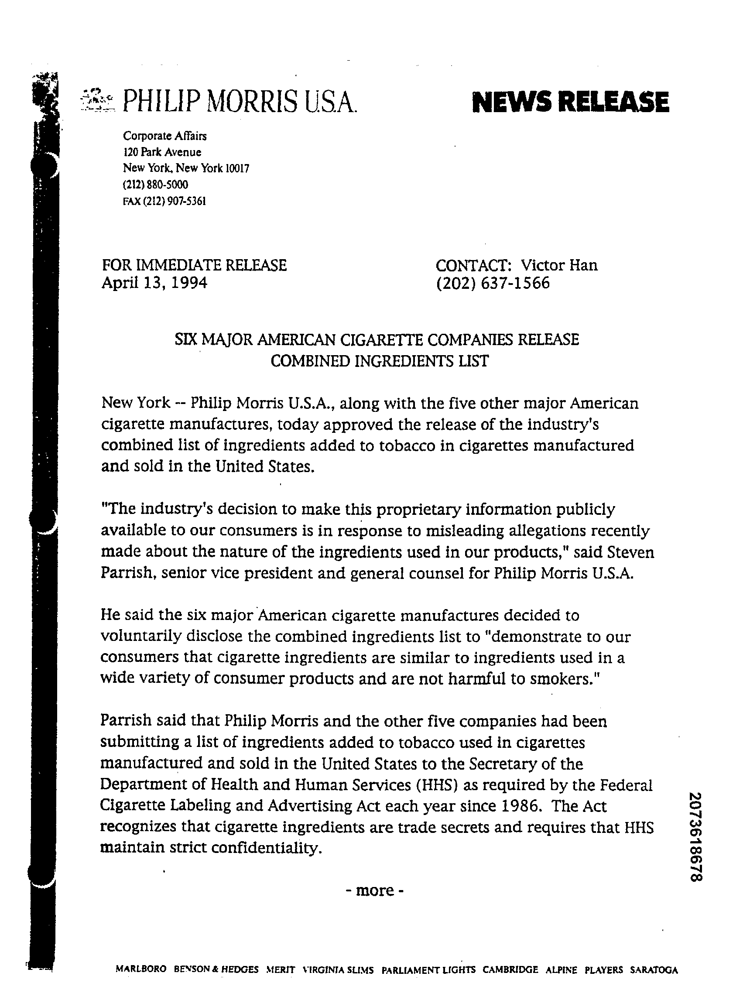 PHILIP MORRIS U.S.A.
NEWS RELEASE
Corporate Affairs
120 Park Avenue
New York, New York 10017
(212) 880-5000
FAX (212) 907-5361
FOR IMMEDIATE RELEASE
April 13, 1994
CONTACT: Victor Han
(202) 637-1566
SIX MAJOR AMERICAN CIGARETTE COMPANIES RELEASE
COMBINED INGREDIENTS LIST
New York -- Philip Morris U.S.A., along with the five other major American
cigarette manufactures, today approved the release of the industry's
combined list of ingredients added to tobacco in cigarettes manufactured
and sold in the United States.
"The industry's decision to make this proprietary information publicly
available to our consumers is in response to misleading allegations recently
made about the nature of the ingredients used in our products," said Steven
Parrish, senior vice president and general counsel for Philip Morris U.S.A.
He said the six major American cigarette manufactures decided to
voluntarily disclose the combined ingredients list to "demonstrate to our
consumers that cigarette ingredients are similar to ingredients used in a
wide variety of consumer products and are not harmful to smokers."
Parrish said that Philip Morris and the other five companies had been
submitting a list of ingredients added to tobacco used in cigarettes
manufactured and sold in the United States to the Secretary of the
Department of Health and Human Services (HHS) as required by the Federal
Cigarette Labeling and Advertising Act each year since 1986. The Act
recognizes that cigarette ingredients are trade secrets and requires that HHS
maintain strict confidentiality.
- more -
2073618678
MARLBORO BENSON & HEDGES MERIT VIRGINIA SLIMS PARLIAMENT LIGHTS CAMBRIDGE ALPINE PLAYERS SARATOGA